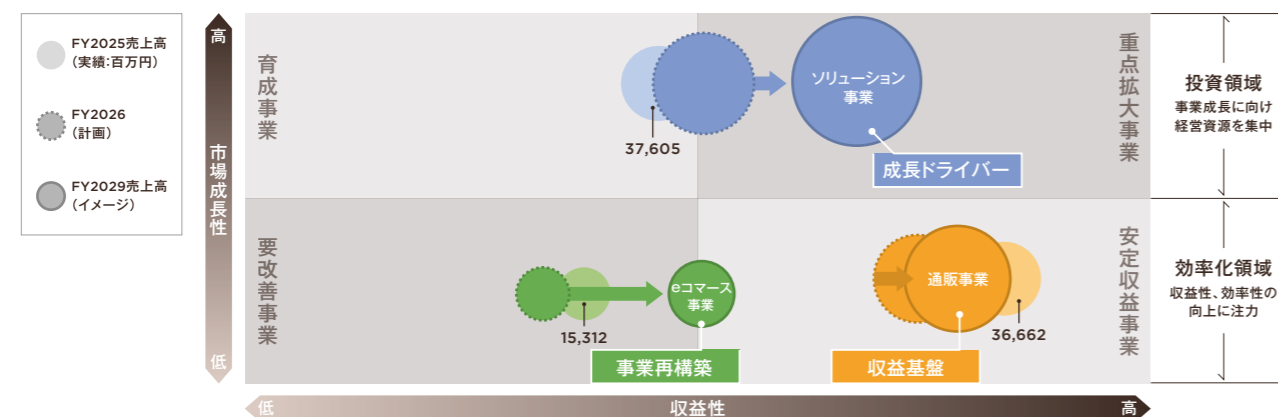 FY2025売上高
（実績：百万円）
FY2026
（計画）
FY2029売上高
（イメージ）
高
市場成長性
低
育成事業
重点拡大事業
37,605
ソリューション
事業
成長ドライバー
要改善事業
安定収益事業
15,312
eコマース
事業
事業再構築
通販事業
36,662
収益基盤
低
収益性
高
投資領域
事業成長に向け
経営資源を集中
効率化領域
収益性、効率性の
向上に注力